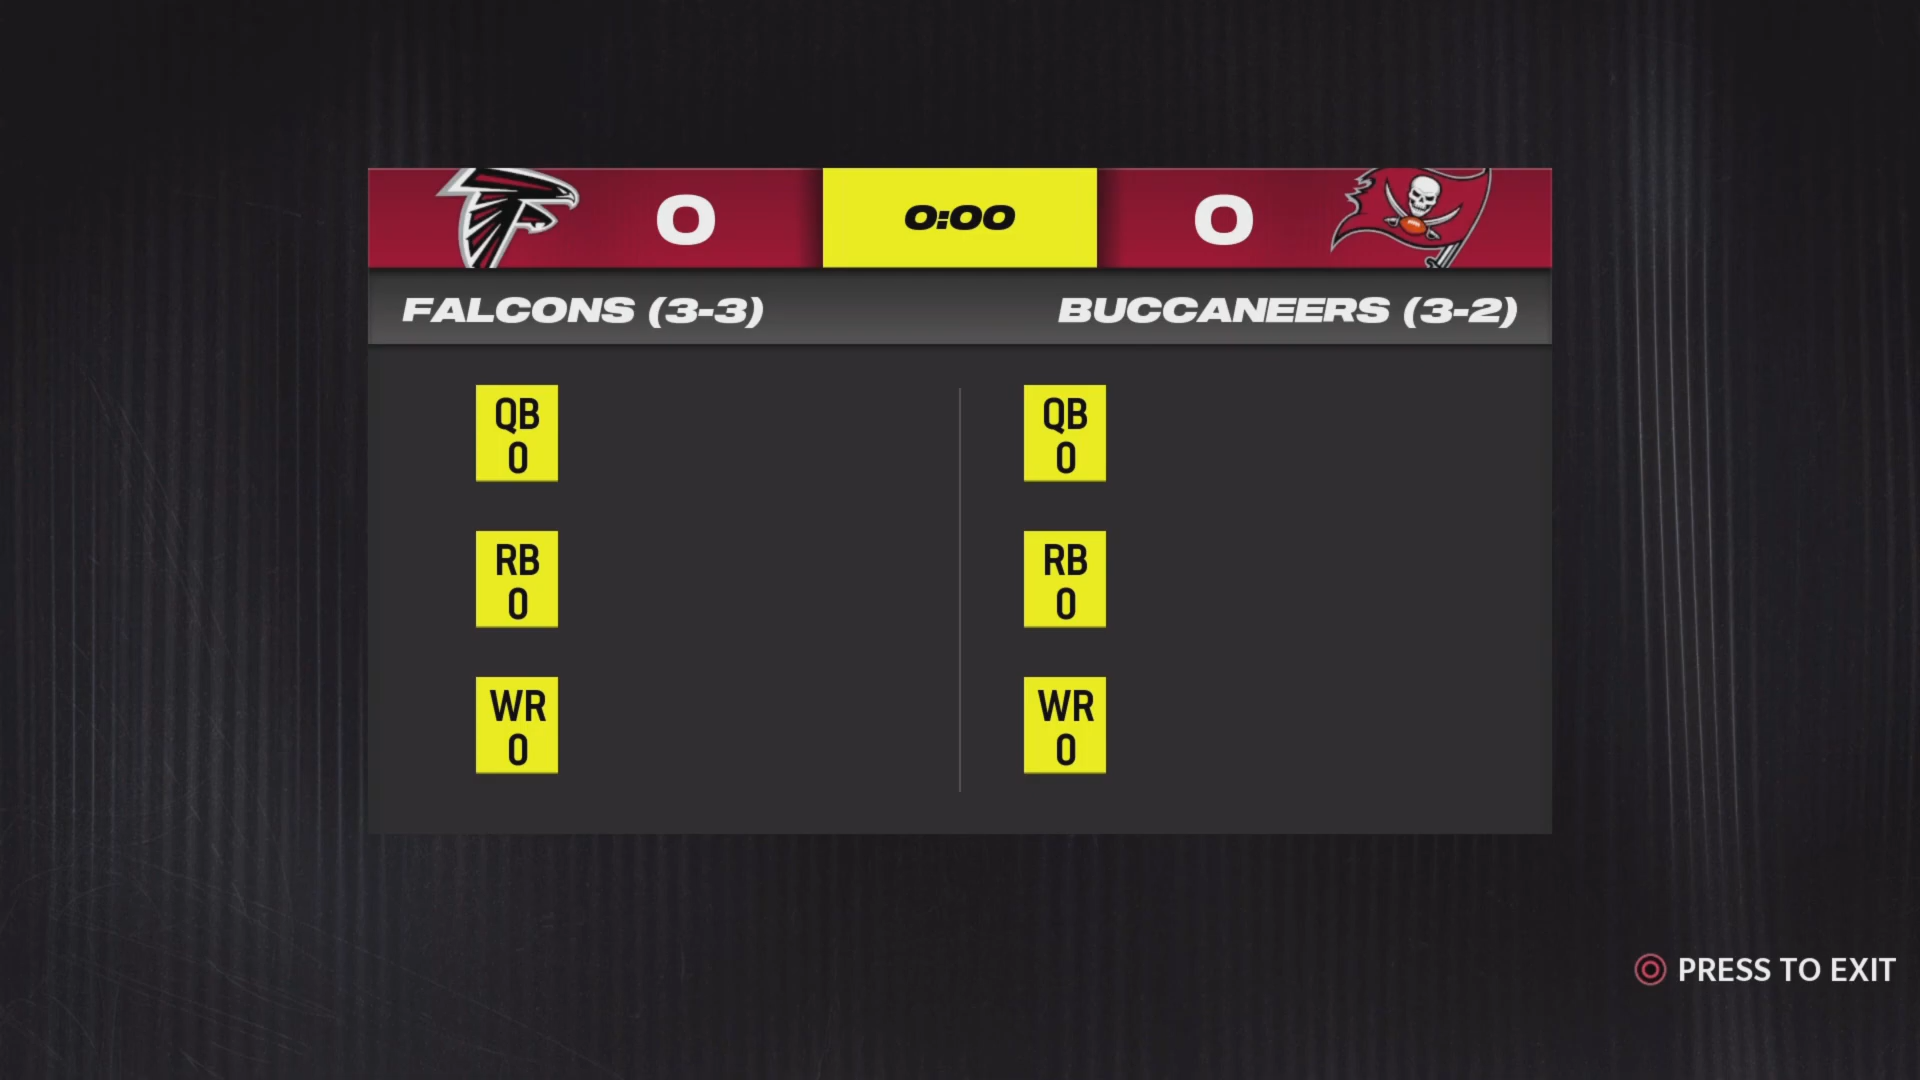 0
0:00
0
FALCONS (3-3)
BUCCANEERS (3-2)
QB
0
QB
0
RB
0
RB
0
WR
0
WR
0
PRESS TO EXIT